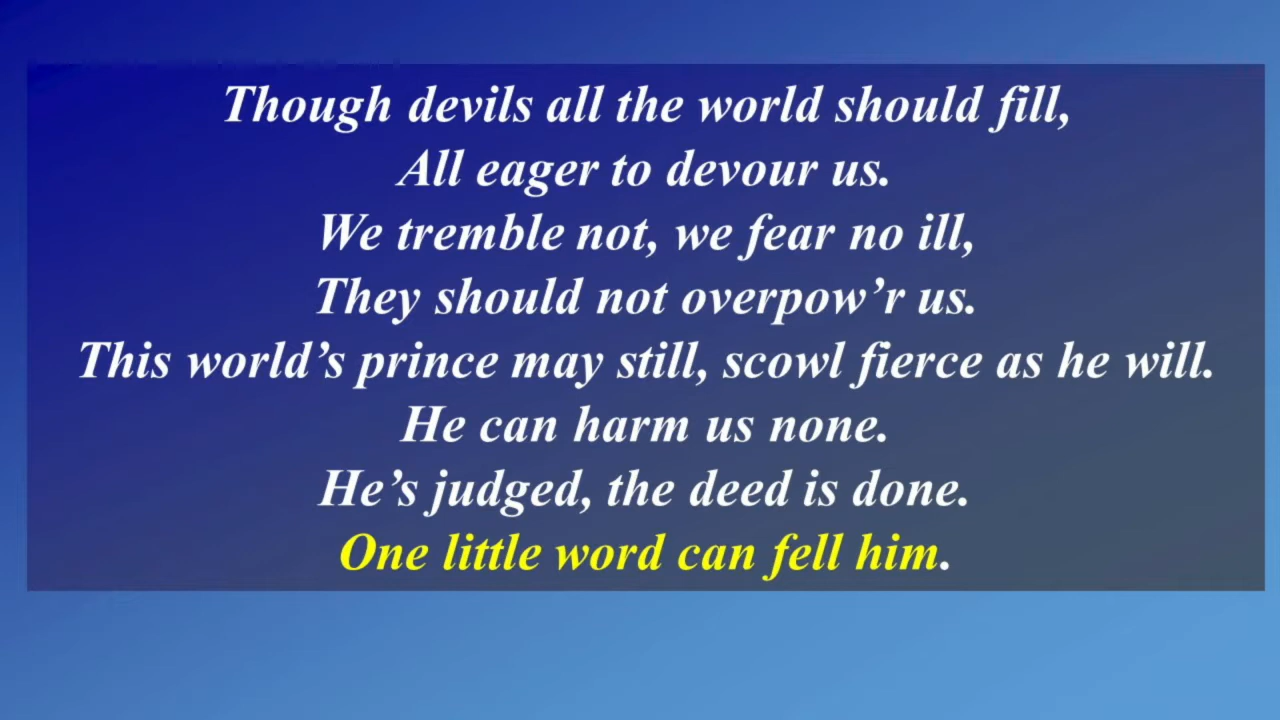 Though devils all the world should fill,
All eager to devour us.
We tremble not, we fear no ill,
They should not overpow’r us.
This world’s prince may still, scowl fierce as he will.
He can harm us none.
He’s judged, the deed is done.
One little word can fell him.